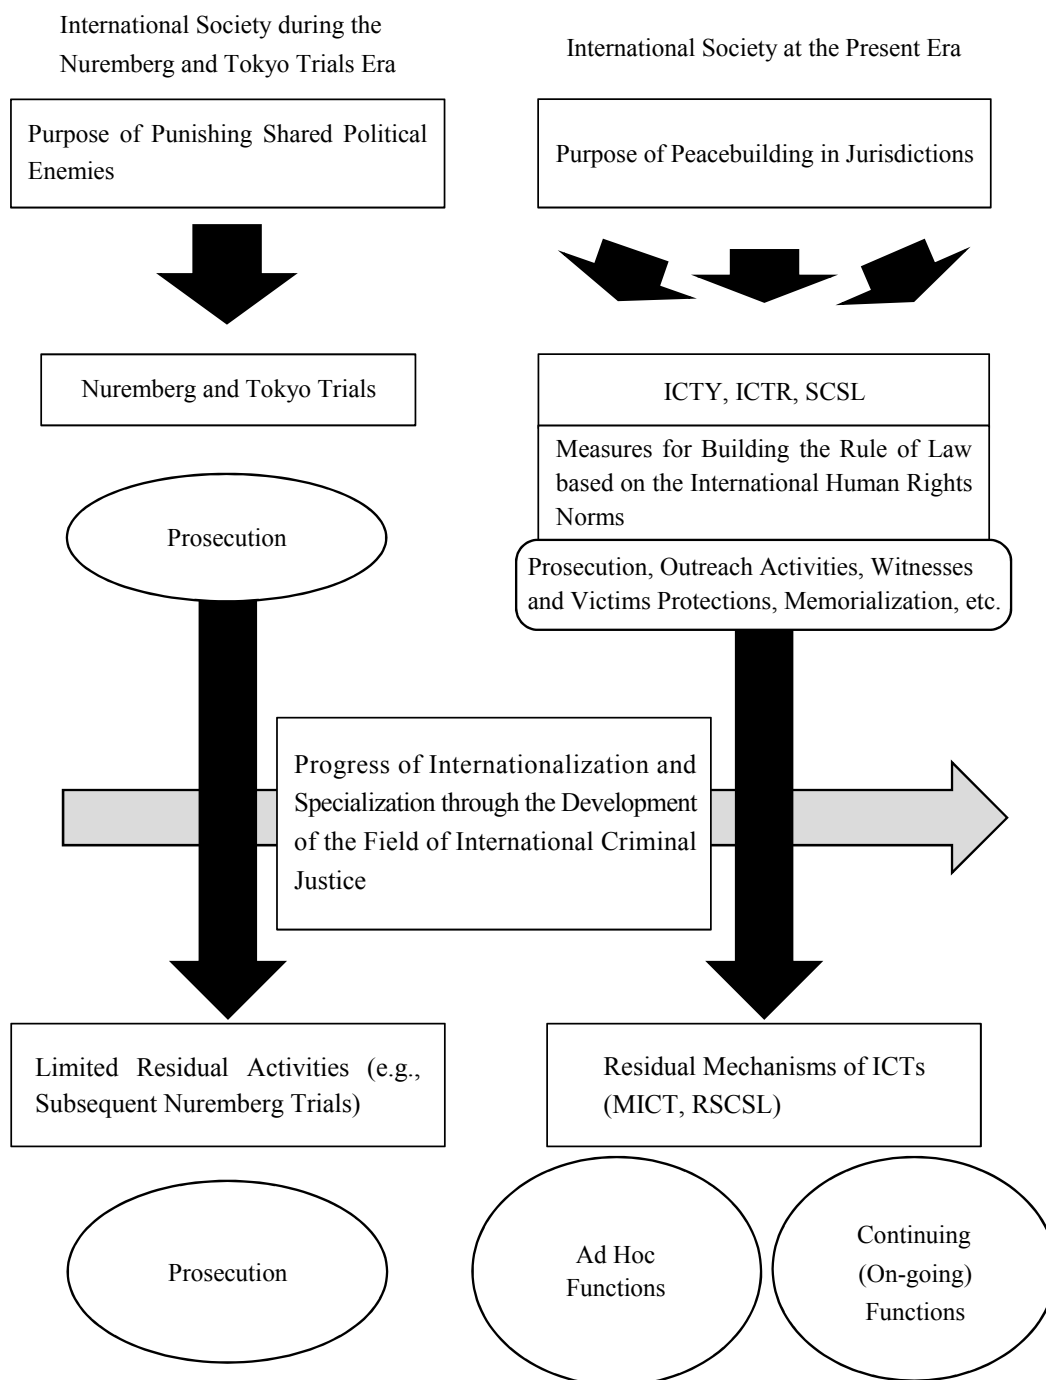 International Society during the
Nuremberg and Tokyo Trials Era
International Society at the Present Era
Purpose of Punishing Shared Political
Enemies
Purpose of Peacebuilding in Jurisdictions
Nuremberg and Tokyo Trials
ICTY, ICTR, SCSL
Measures for Building the Rule of Law
based on the International Human Rights
Norms
Prosecution
Prosecution, Outreach Activities, Witnesses
and Victims Protections, Memorialization, etc.
Progress of Internationalization and
Specialization through the Development
of the Field of International Criminal
Justice
Limited Residual Activities (e.g.,
Subsequent Nuremberg Trials)
Residual Mechanisms of ICTs
(MICT, RSCSL)
Prosecution
Ad Hoc
Functions
Continuing
(On-going)
Functions